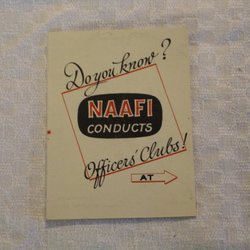 Do you know?
NAAFI
CONDUCTS
Officers' Clubs!
AT